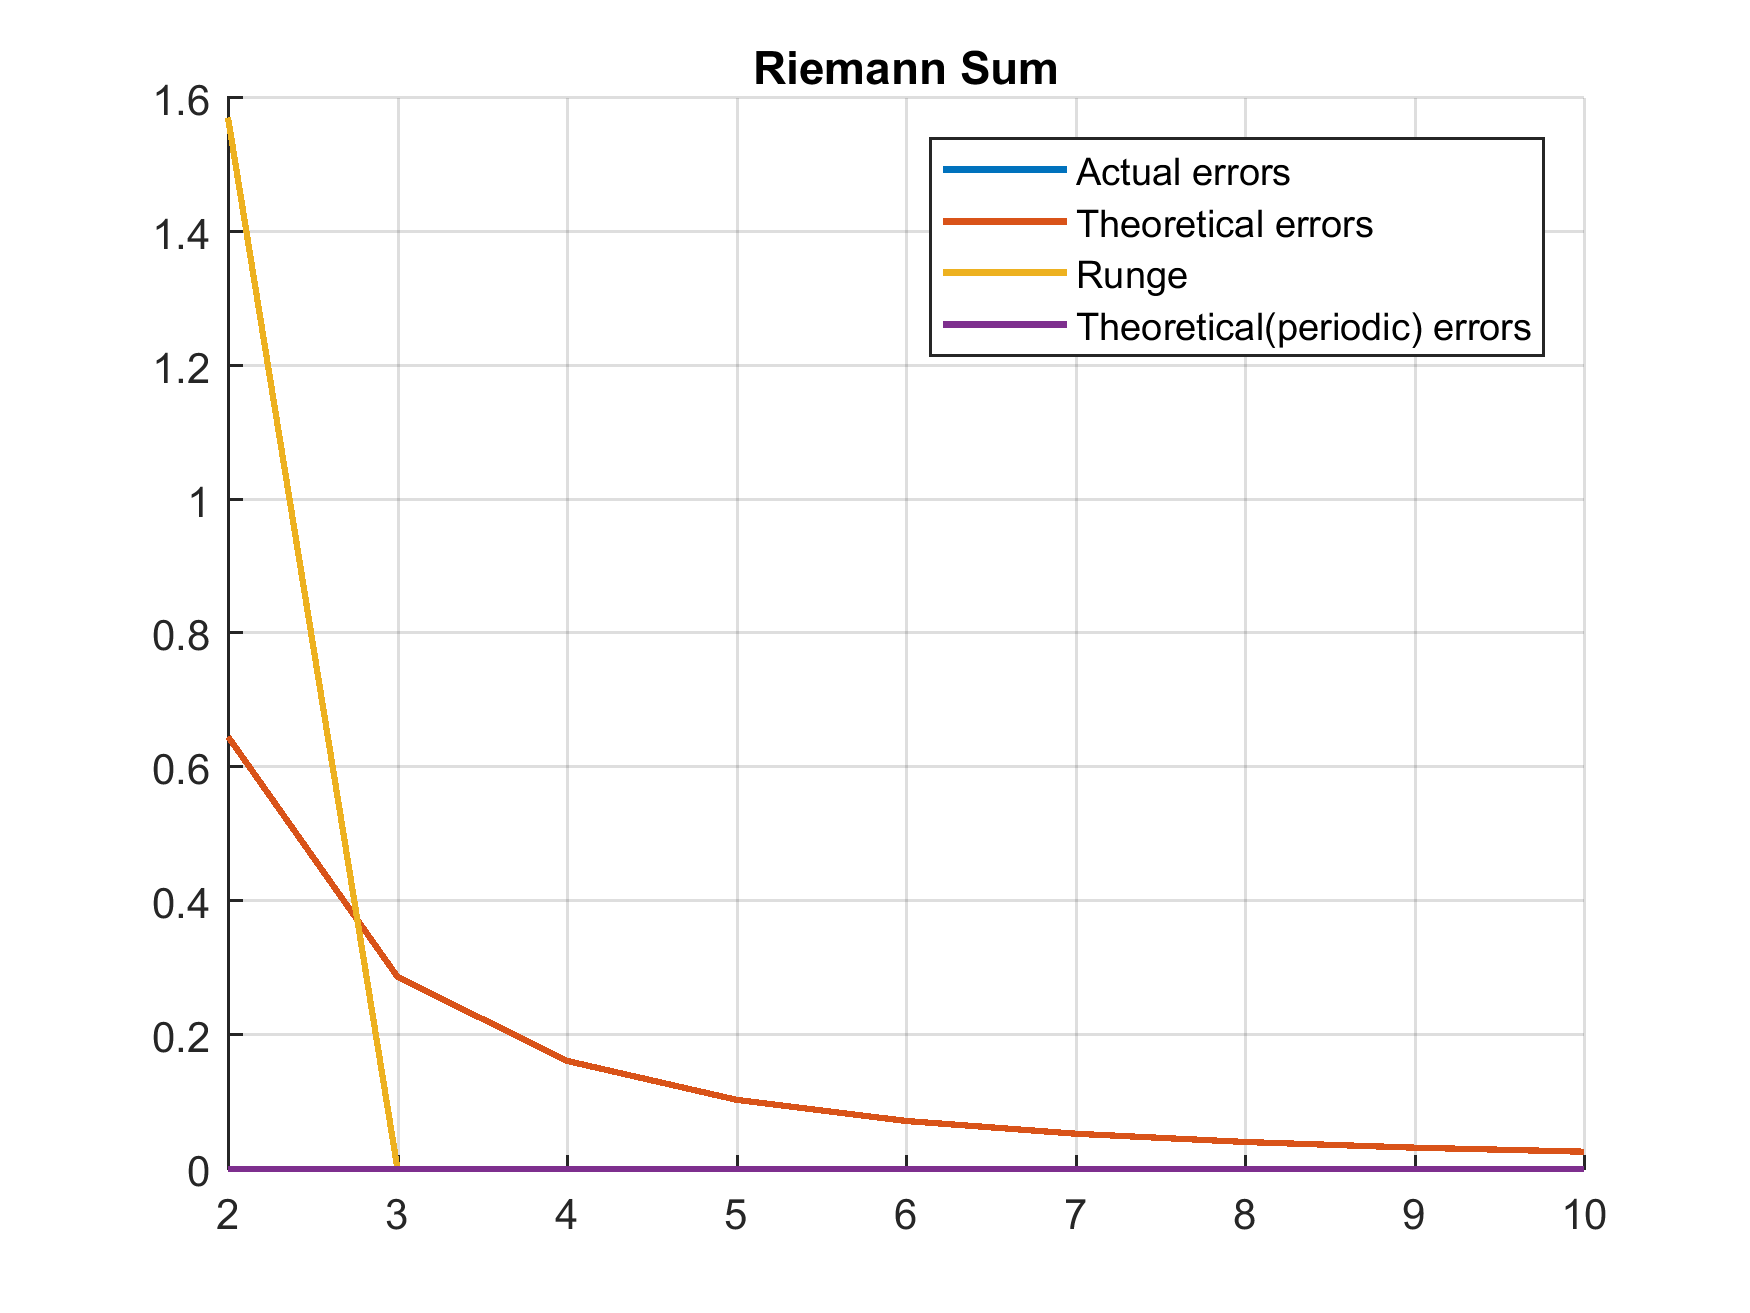 Riemann Sum
1.6
1.4
1.2
1
0.8
0.6
0.4
0.2
0
Actual errors
Theoretical errors
Runge
Theoretical(periodic) errors
2 3 4 5 6 7 8 9 10